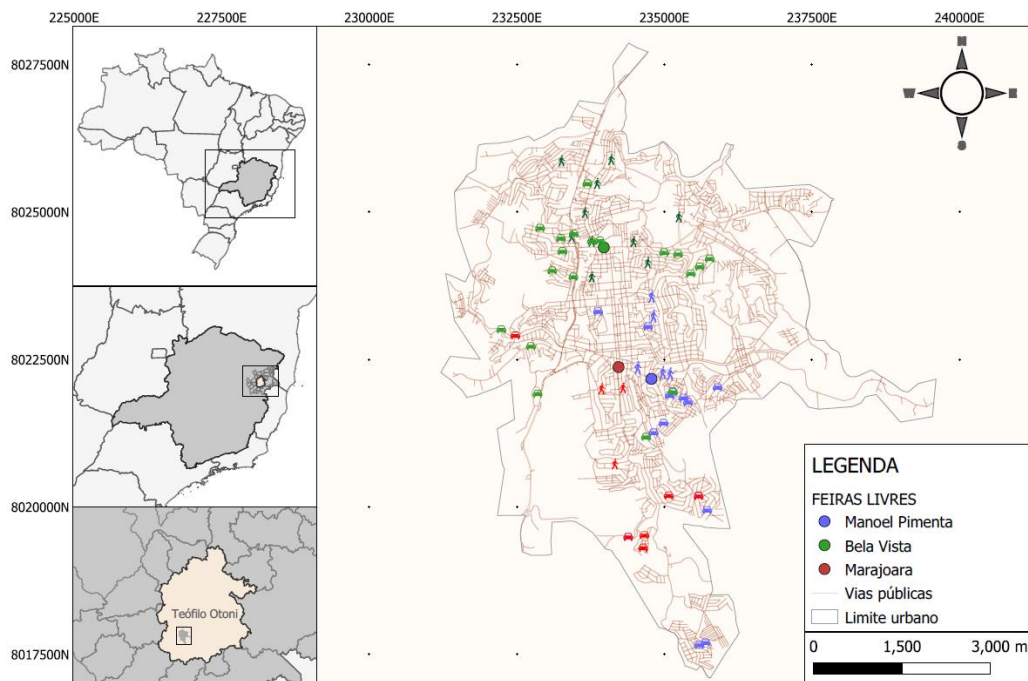 225000E 227500E 230000E 232500E 235000E 237500E 240000E
8027500N
8025000N
8022500N
8020000N
8017500N
N
W E
S
Teófilo Otoni
LEGENDA
FEIRAS LIVRES
Manoel Pimenta
Bela Vista
Marajoara
Vias públicas
Limite urbano
0 1,500 3,000 m